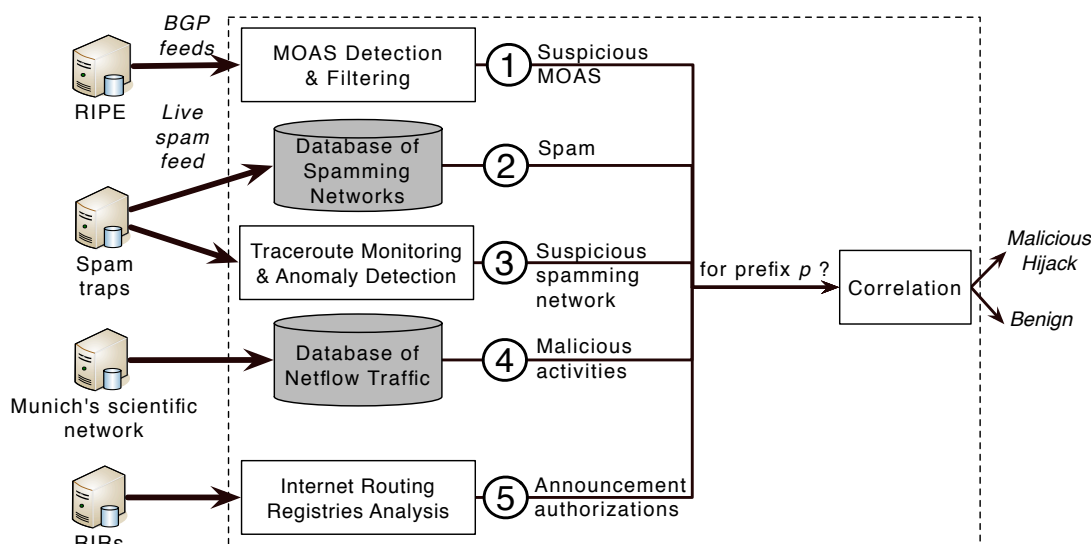 BGP
feeds
RIPE
MOAS Detection
& Filtering
1
Suspicious
MOAS
Live
spam
feed
Database of
Spamming
Networks
2
Spam
Spam
traps
Traceroute Monitoring
& Anomaly Detection
3
Suspicious
spamming
network
for prefix p ?
Correlation
Malicious
Hijack
Benign
Munich's scientific
network
Database of
Netflow Traffic
4
Malicious
activities
RIRs
Internet Routing
Registries Analysis
5
Announcement
authorizations